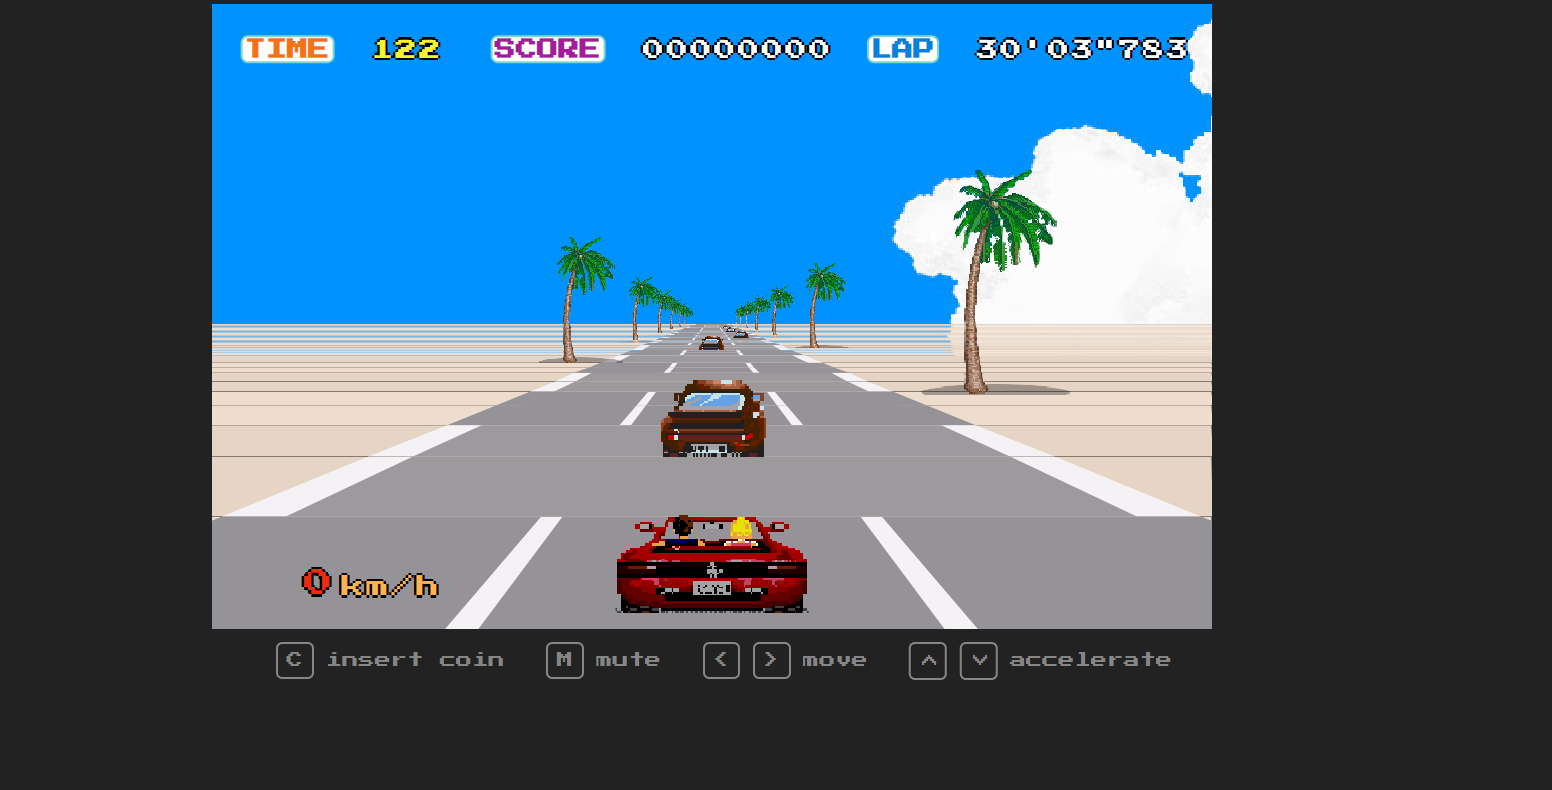 TIME 122 SCORE 00000000 LAP 30'03"783
0 km/h
C insert coin M mute < > move ^ v accelerate